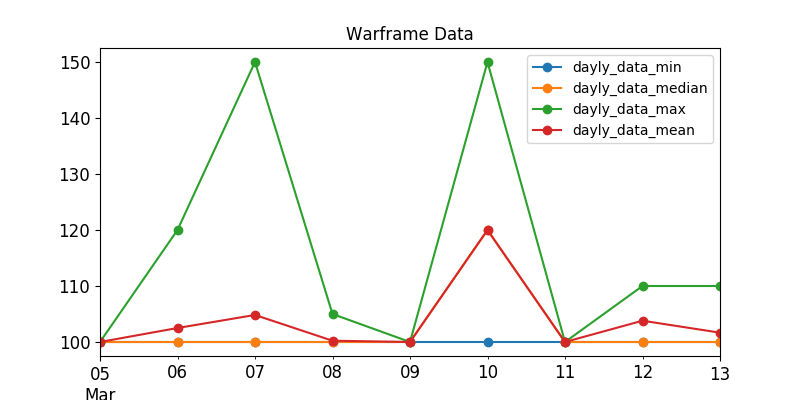 Warframe Data
dayly_data_min
dayly_data_median
dayly_data_max
dayly_data_mean
150
140
130
120
110
100
05 06 07 08 09 10 11 12 13
Mar